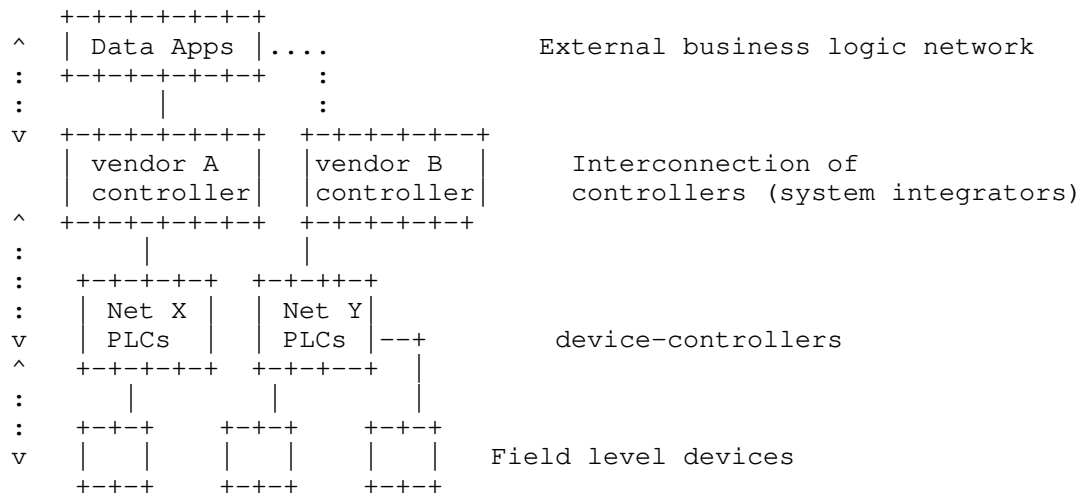 Data Apps .... External business logic network
vendor A vendor B Interconnection of
controller controller controllers (system integrators)
Net X Net Y
PLCs PLCs device-controllers
Field level devices